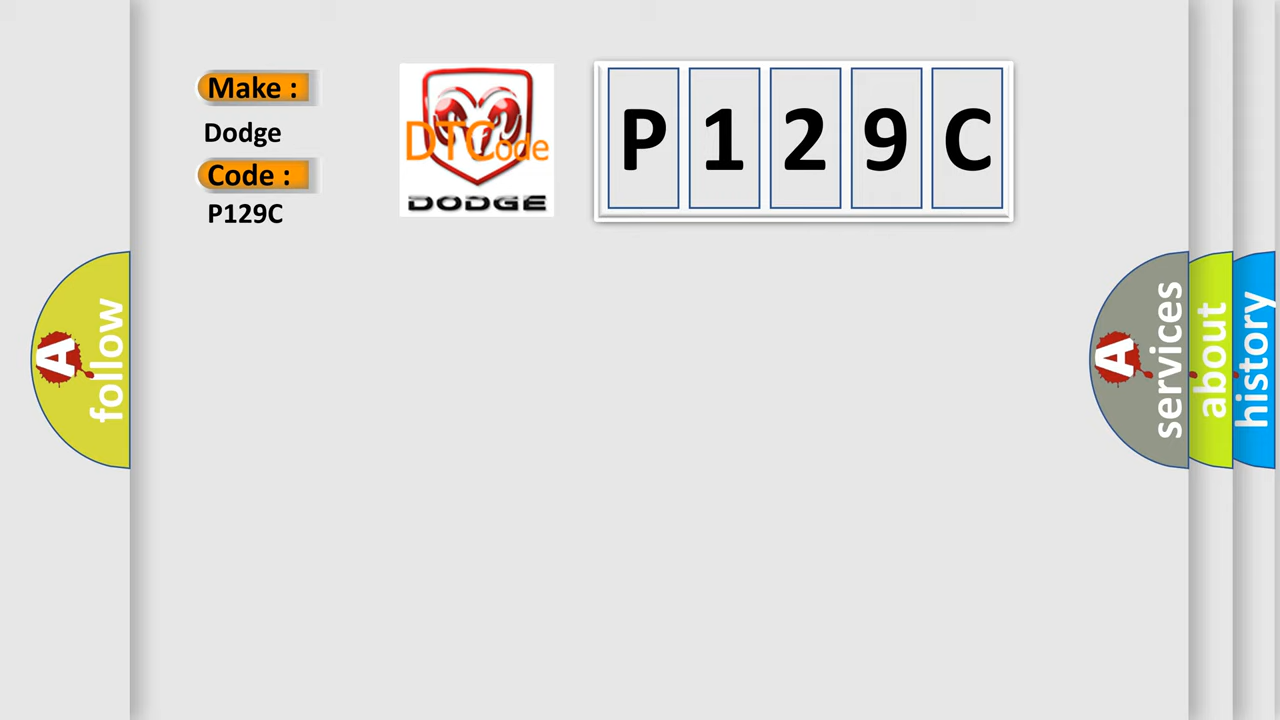 Make :
Dodge
Code :
P129C
DTCode
DODGE
P 1 2 9 C
A follow
A services
about
history